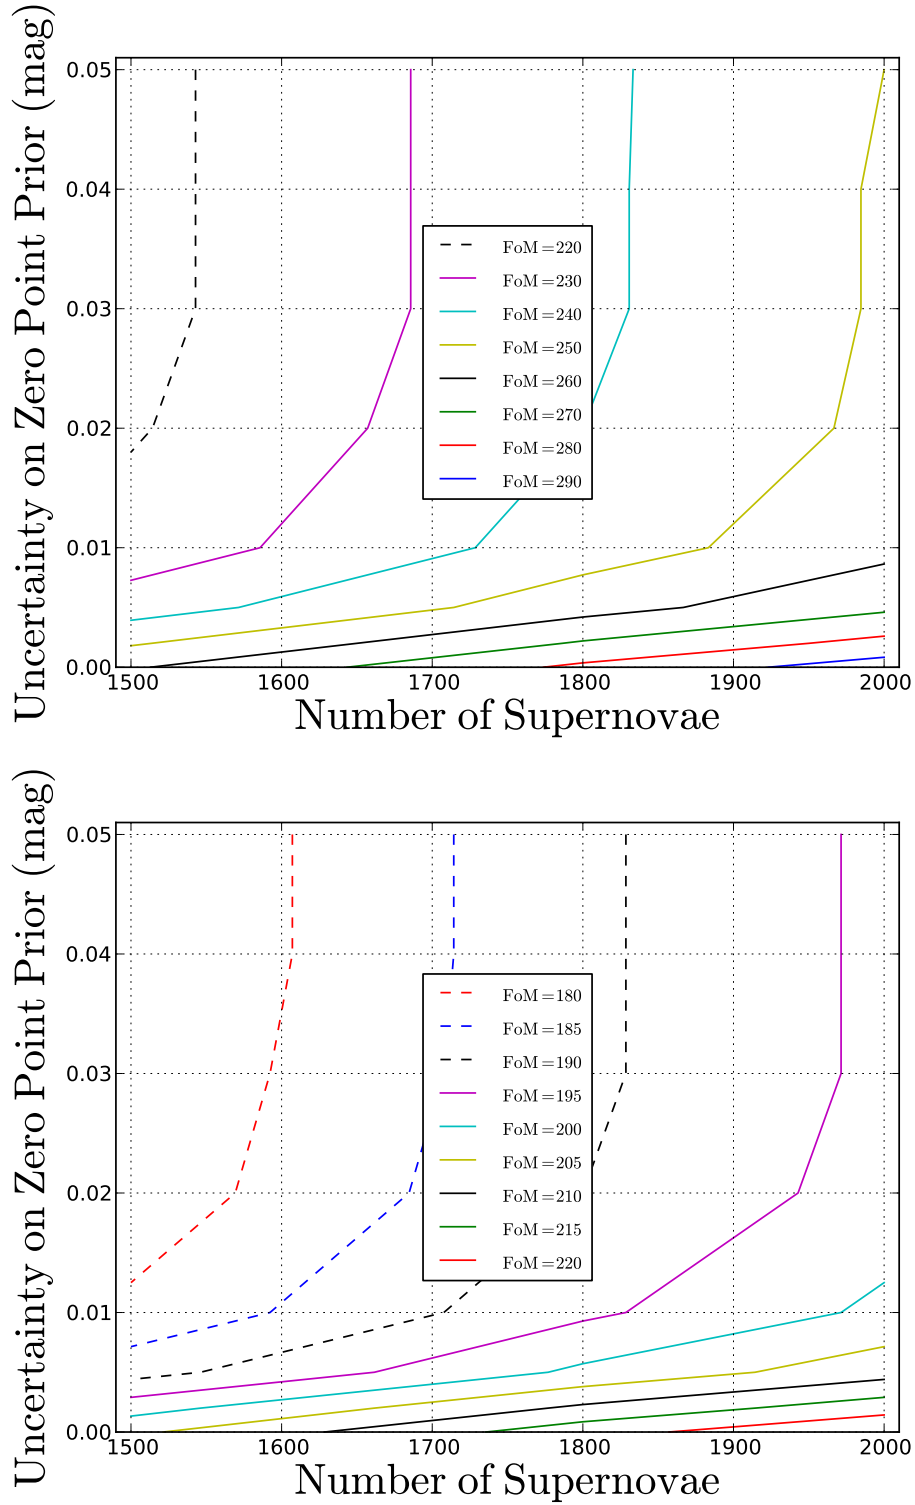 Uncertainty on Zero Point Prior (mag)
0.05
0.04
0.03
0.02
0.01
0.00
FoM=220
FoM=230
FoM=240
FoM=250
FoM=260
FoM=270
FoM=280
FoM=290
1500 1600 1700 1800 1900 2000
Number of Supernovae
Uncertainty on Zero Point Prior (mag)
0.05
0.04
0.03
0.02
0.01
0.00
FoM=180
FoM=185
FoM=190
FoM=195
FoM=200
FoM=205
FoM=210
FoM=215
FoM=220
1500 1600 1700 1800 1900 2000
Number of Supernovae